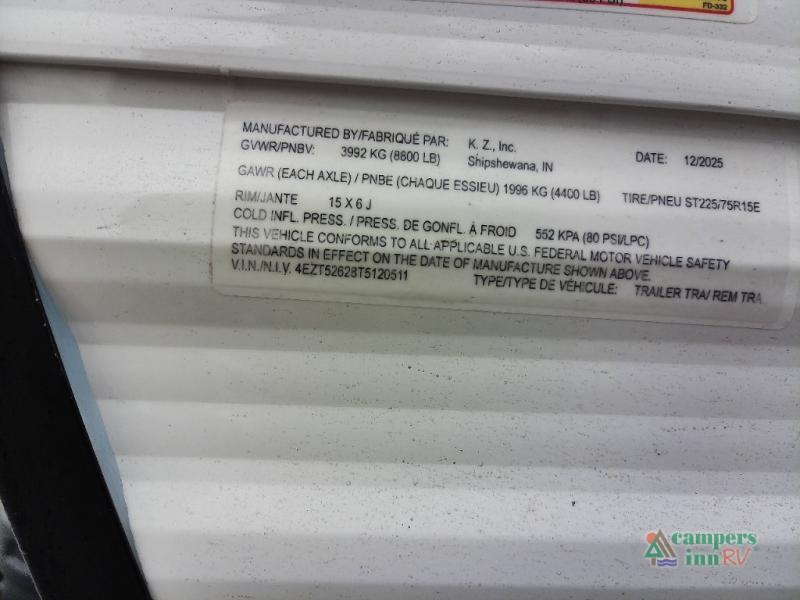 FD-332
MANUFACTURED BY/FABRIQUÉ PAR: K. Z., Inc.
GVWR/PNBV: 3992 KG (8800 LB) Shipshewana, IN DATE: 12/2025
GAWR (EACH AXLE) / PNBE (CHAQUE ESSIEU) 1996 KG (4400 LB) TIRE/PNEU ST225/75R15E
RIM/JANTE 15 X 6 J
COLD INFL. PRESS. / PRESS. DE GONFL. À FROID 552 KPA (80 PSI/LPC)
THIS VEHICLE CONFORMS TO ALL APPLICABLE U.S. FEDERAL MOTOR VEHICLE SAFETY
STANDARDS IN EFFECT ON THE DATE OF MANUFACTURE SHOWN ABOVE.
V.I.N./N.I.V. 4EZT52628T5120511 TYPE/TYPE DE VÉHICULE: TRAILER TRA/ REM TRA
campers
inn RV